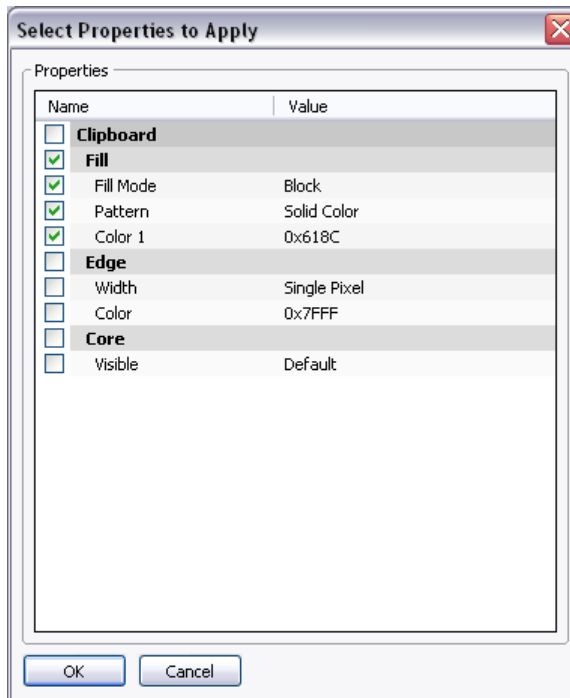 Select Properties to Apply
Properties
Name Value
Clipboard
Fill
Fill Mode Block
Pattern Solid Color
Color 1 0x618C
Edge
Width Single Pixel
Color 0x7FFF
Core
Visible Default
OK Cancel